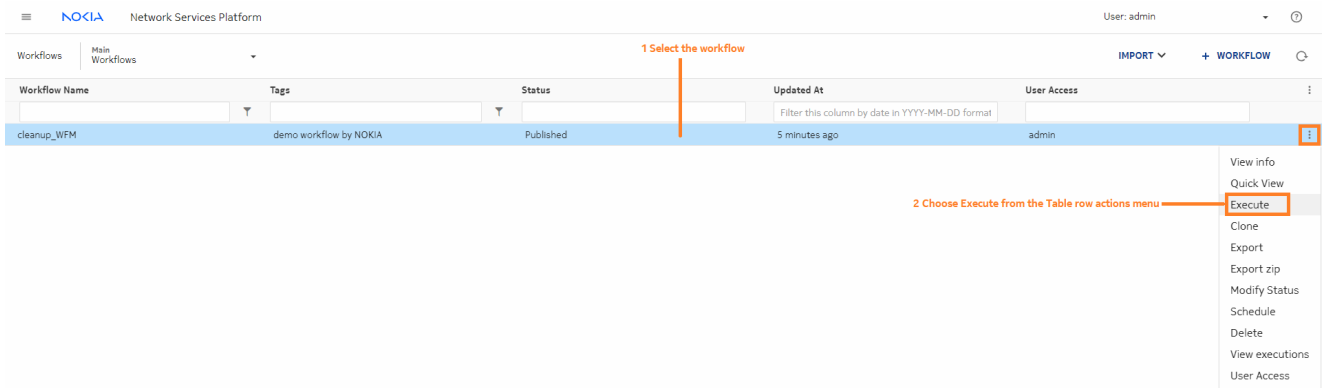 NOKIA Network Services Platform User: admin
Workflows Main Workflows IMPORT + WORKFLOW
1 Select the workflow
Workflow Name Tags Status Updated At User Access
Filter this column by date in YYYY-MM-DD format
cleanup_WFM demo workflow by NOKIA Published 5 minutes ago admin
View info
Quick View
2 Choose Execute from the Table row actions menu Execute
Clone
Export
Export zip
Modify Status
Schedule
Delete
View executions
User Access